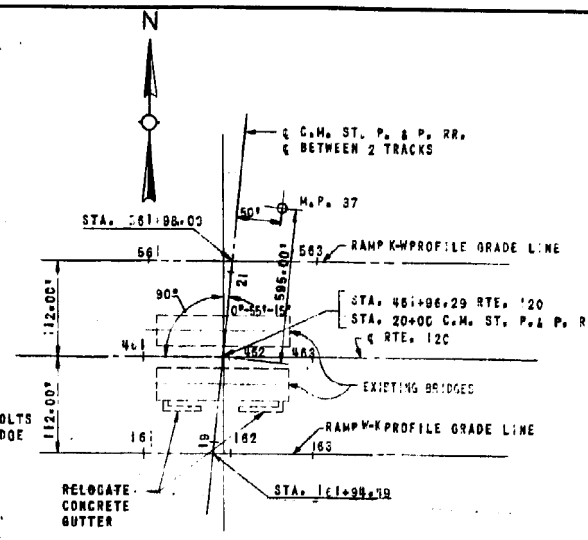 N
₵ C.M. ST. P. & P. RR.
₵ BETWEEN 2 TRACKS
M.P. 37
50'
STA. 561+98.00
561
563
RAMP K-W PROFILE GRADE LINE
21
595.00'
112.00'
90°
0°-55'-15"
STA. 461+96.29 RTE. 120
STA. 20+00 C.M. ST. P. & P. R
₵ RTE. 120
461
462
463
EXISTING BRIDGES
112.00'
OLTS
DGE
161
19
162
163
RAMP W-K PROFILE GRADE LINE
STA. 161+94.59
RELOCATE
CONCRETE
GUTTER